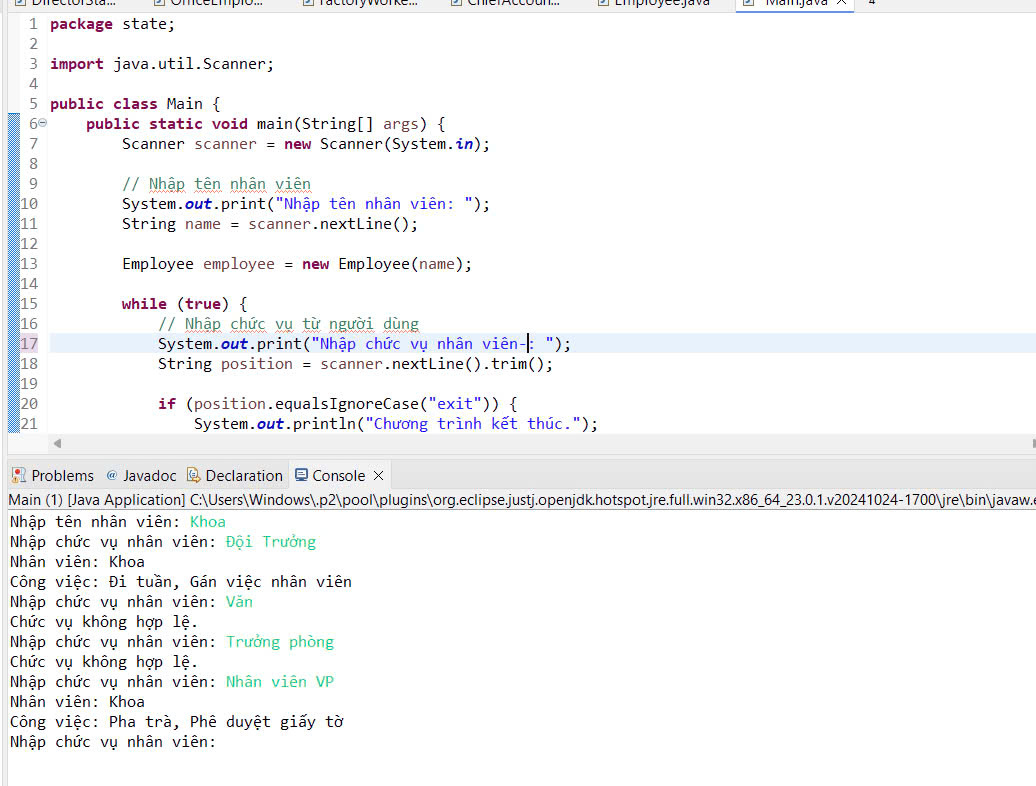 DirectorSta... OfficeEmplo... FactoryWorke... ChiefAccoun... Employee.java Main.java 4
1 package state;
2
3 import java.util.Scanner;
4
5 public class Main {
6 public static void main(String[] args) {
7 Scanner scanner = new Scanner(System.in);
8
9 // Nhập tên nhân viên
10 System.out.print("Nhập tên nhân viên: ");
11 String name = scanner.nextLine();
12
13 Employee employee = new Employee(name);
14
15 while (true) {
16 // Nhập chức vụ từ người dùng
17 System.out.print("Nhập chức vụ nhân viên-: ");
18 String position = scanner.nextLine().trim();
19
20 if (position.equalsIgnoreCase("exit")) {
21 System.out.println("Chương trình kết thúc.");
Problems @ Javadoc Declaration Console
Main (1) [Java Application] C:\Users\Windows\.p2\pool\plugins\org.eclipse.justj.openjdk.hotspot.jre.full.win32.x86_64_23.0.1.v20241024-1700\jre\bin\javaw.e
Nhập tên nhân viên: Khoa
Nhập chức vụ nhân viên: Đội Trưởng
Nhân viên: Khoa
Công việc: Đi tuần, Gán việc nhân viên
Nhập chức vụ nhân viên: Văn
Chức vụ không hợp lệ.
Nhập chức vụ nhân viên: Trưởng phòng
Chức vụ không hợp lệ.
Nhập chức vụ nhân viên: Nhân viên VP
Nhân viên: Khoa
Công việc: Pha trà, Phê duyệt giấy tờ
Nhập chức vụ nhân viên: